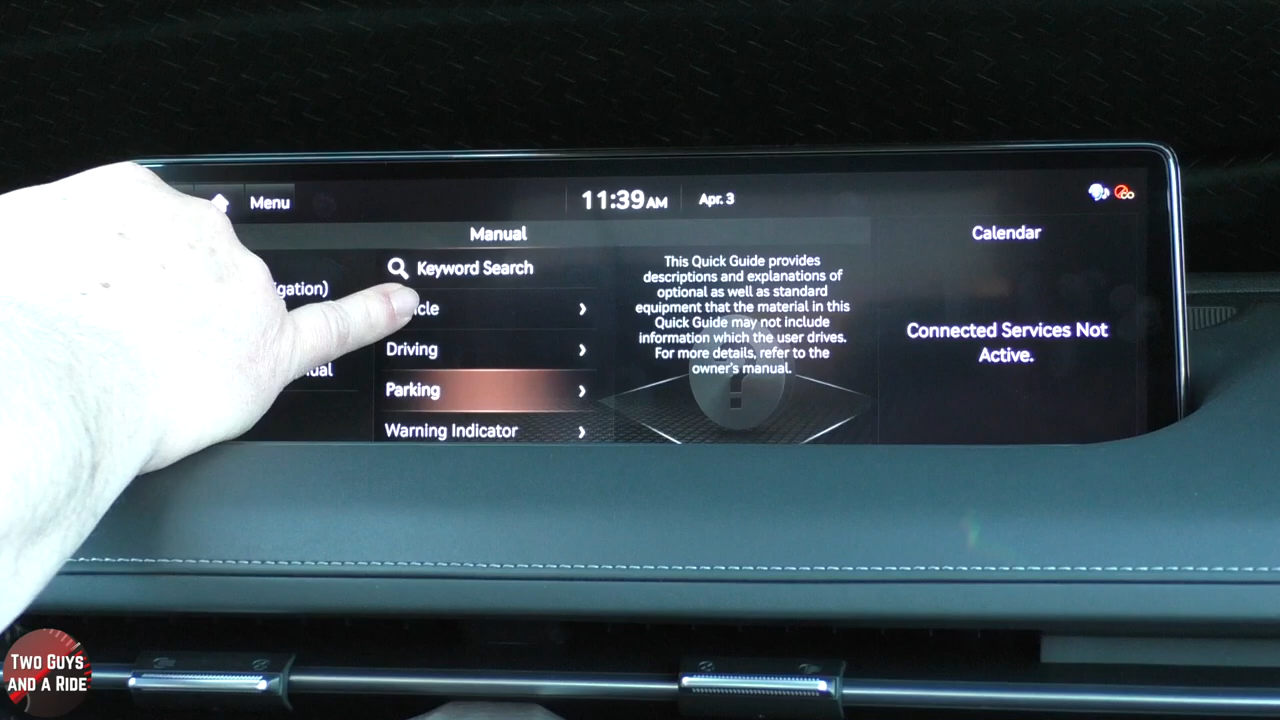 Menu
11:39 AM
Apr. 3
Manual
Calendar
Keyword Search
Driving
Parking
Warning Indicator
This Quick Guide provides
descriptions and explanations of
optional as well as standard
equipment that the material in this
Quick Guide may not include
information which the user drives.
For more details, refer to the
owner's manual.
Connected Services Not
Active.
TWO GUYS
AND A RIDE